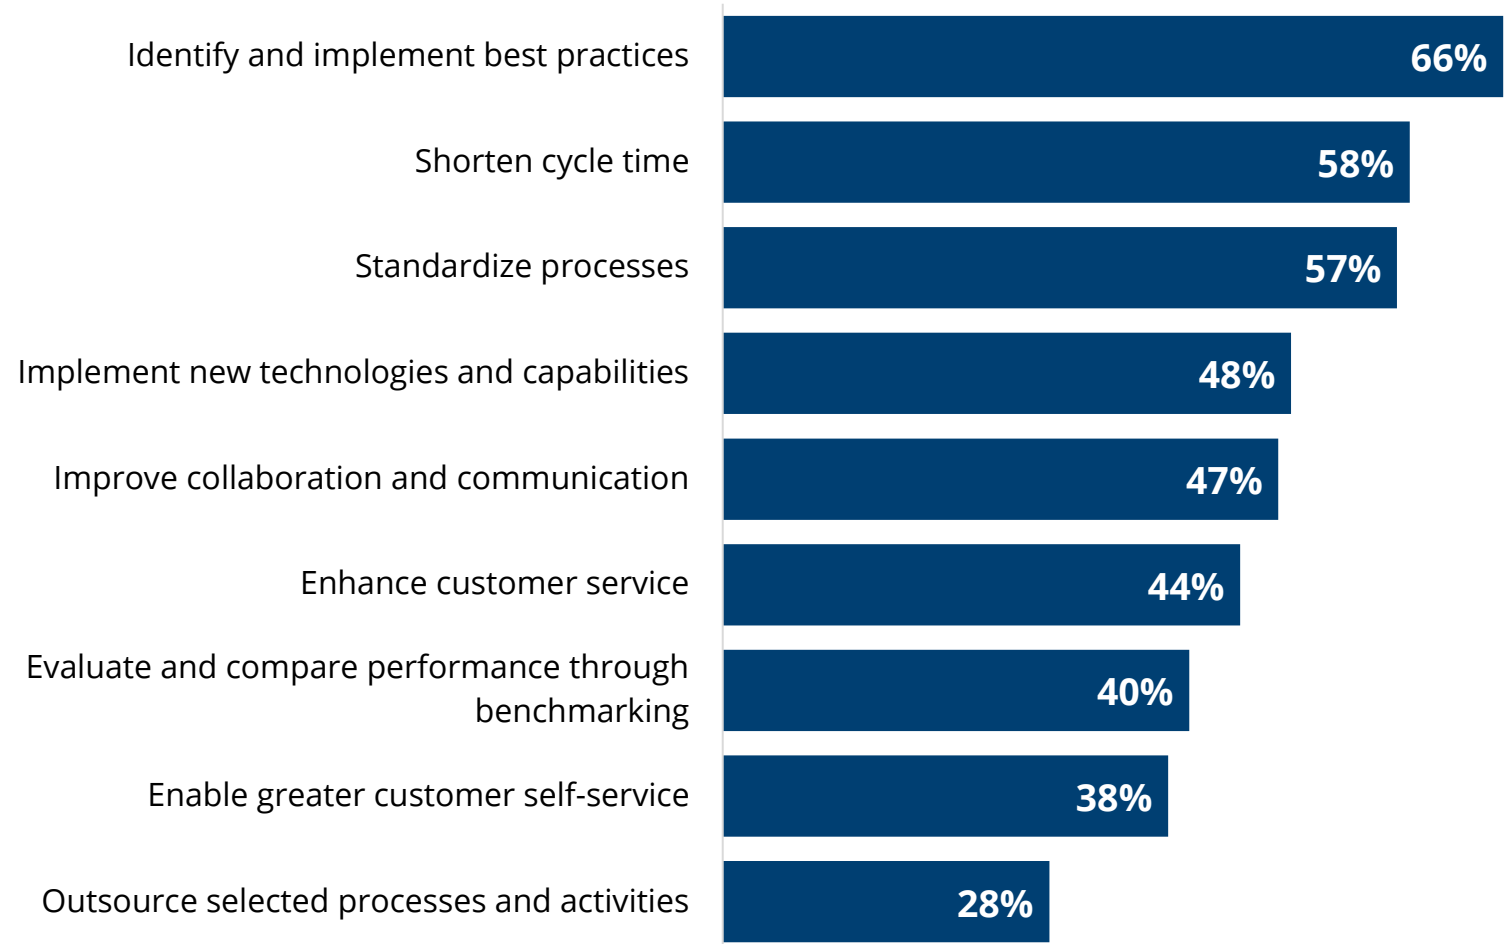 Identify and implement best practices 66%
Shorten cycle time 58%
Standardize processes 57%
Implement new technologies and capabilities 48%
Improve collaboration and communication 47%
Enhance customer service 44%
Evaluate and compare performance through
benchmarking 40%
Enable greater customer self-service 38%
Outsource selected processes and activities 28%